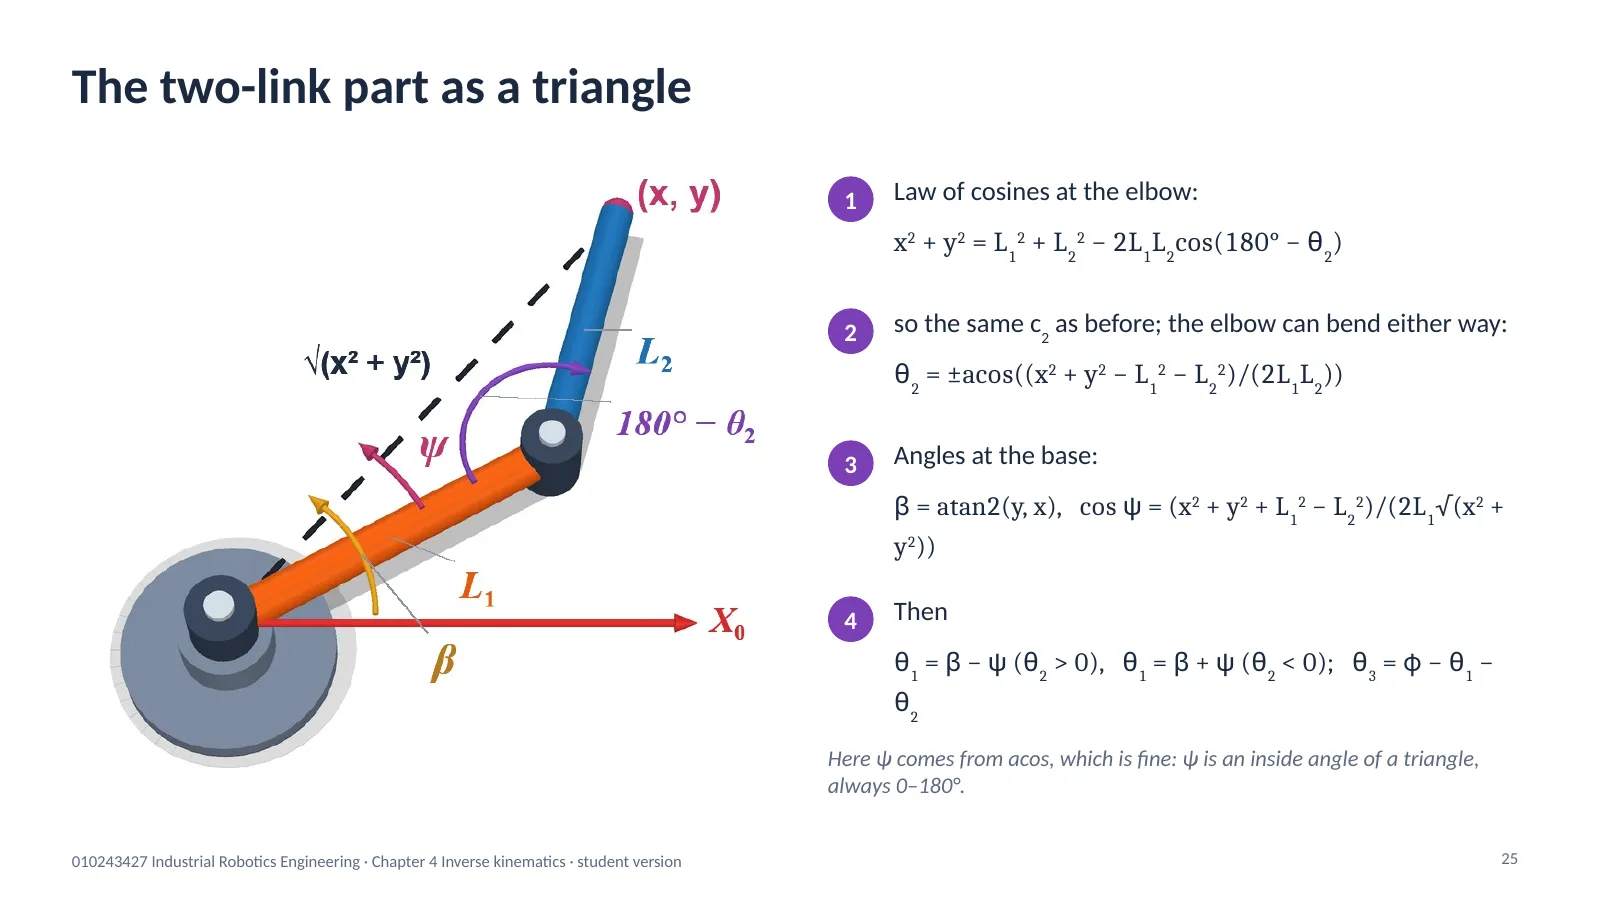 The two-link part as a triangle
(x, y)
√(x² + y²)
L₂
180° − θ₂
ψ
L₁
X₀
β
1
Law of cosines at the elbow:
x² + y² = L₁² + L₂² − 2L₁L₂cos(180° − θ₂)
2
so the same c₂ as before; the elbow can bend either way:
θ₂ = ±acos((x² + y² − L₁² − L₂²)/(2L₁L₂))
3
Angles at the base:
β = atan2(y, x),   cos ψ = (x² + y² + L₁² − L₂²)/(2L₁√(x² +
y²))
4
Then
θ₁ = β − ψ (θ₂ > 0),   θ₁ = β + ψ (θ₂ < 0);   θ₃ = φ − θ₁ −
θ₂
Here ψ comes from acos, which is fine: ψ is an inside angle of a triangle,
always 0–180°.
010243427 Industrial Robotics Engineering · Chapter 4 Inverse kinematics · student version
25